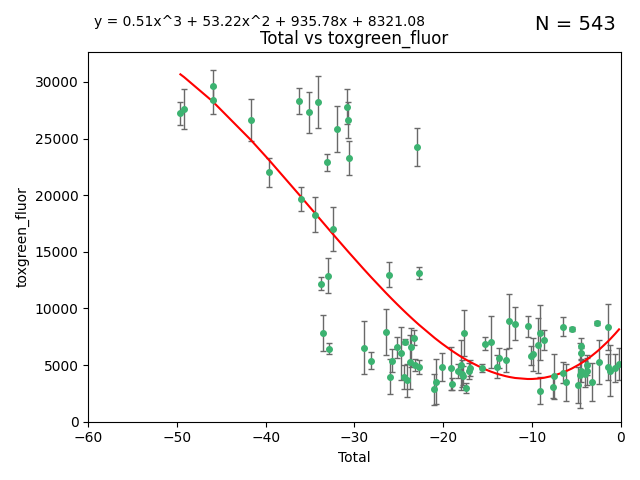 y = 0.51x^3 + 53.22x^2 + 935.78x + 8321.08
N = 543
Total vs toxgreen_fluor
toxgreen_fluor
30000
25000
20000
15000
10000
5000
0
−60
−50
−40
−30
−20
−10
0
Total